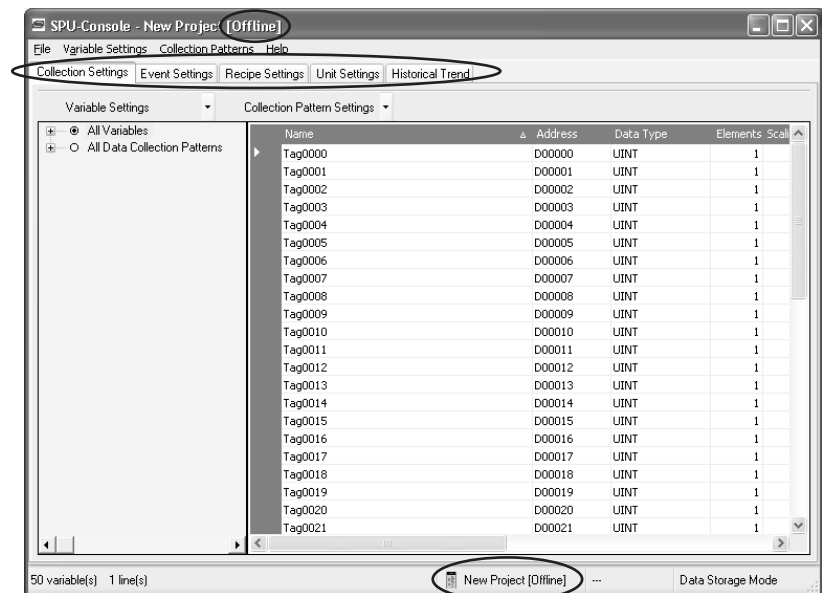 SPU-Console - New Project [Offline]
File Variable Settings Collection Patterns Help
Collection Settings Event Settings Recipe Settings Unit Settings Historical Trend
Variable Settings Collection Pattern Settings
All Variables
All Data Collection Patterns
Name Address Data Type Elements Scali
Tag0000 D00000 UINT 1
Tag0001 D00001 UINT 1
Tag0002 D00002 UINT 1
Tag0003 D00003 UINT 1
Tag0004 D00004 UINT 1
Tag0005 D00005 UINT 1
Tag0006 D00006 UINT 1
Tag0007 D00007 UINT 1
Tag0008 D00008 UINT 1
Tag0009 D00009 UINT 1
Tag0010 D00010 UINT 1
Tag0011 D00011 UINT 1
Tag0012 D00012 UINT 1
Tag0013 D00013 UINT 1
Tag0014 D00014 UINT 1
Tag0015 D00015 UINT 1
Tag0016 D00016 UINT 1
Tag0017 D00017 UINT 1
Tag0018 D00018 UINT 1
Tag0019 D00019 UINT 1
Tag0020 D00020 UINT 1
Tag0021 D00021 UINT 1
50 variable(s) 1 line(s) New Project [Offline] --- Data Storage Mode